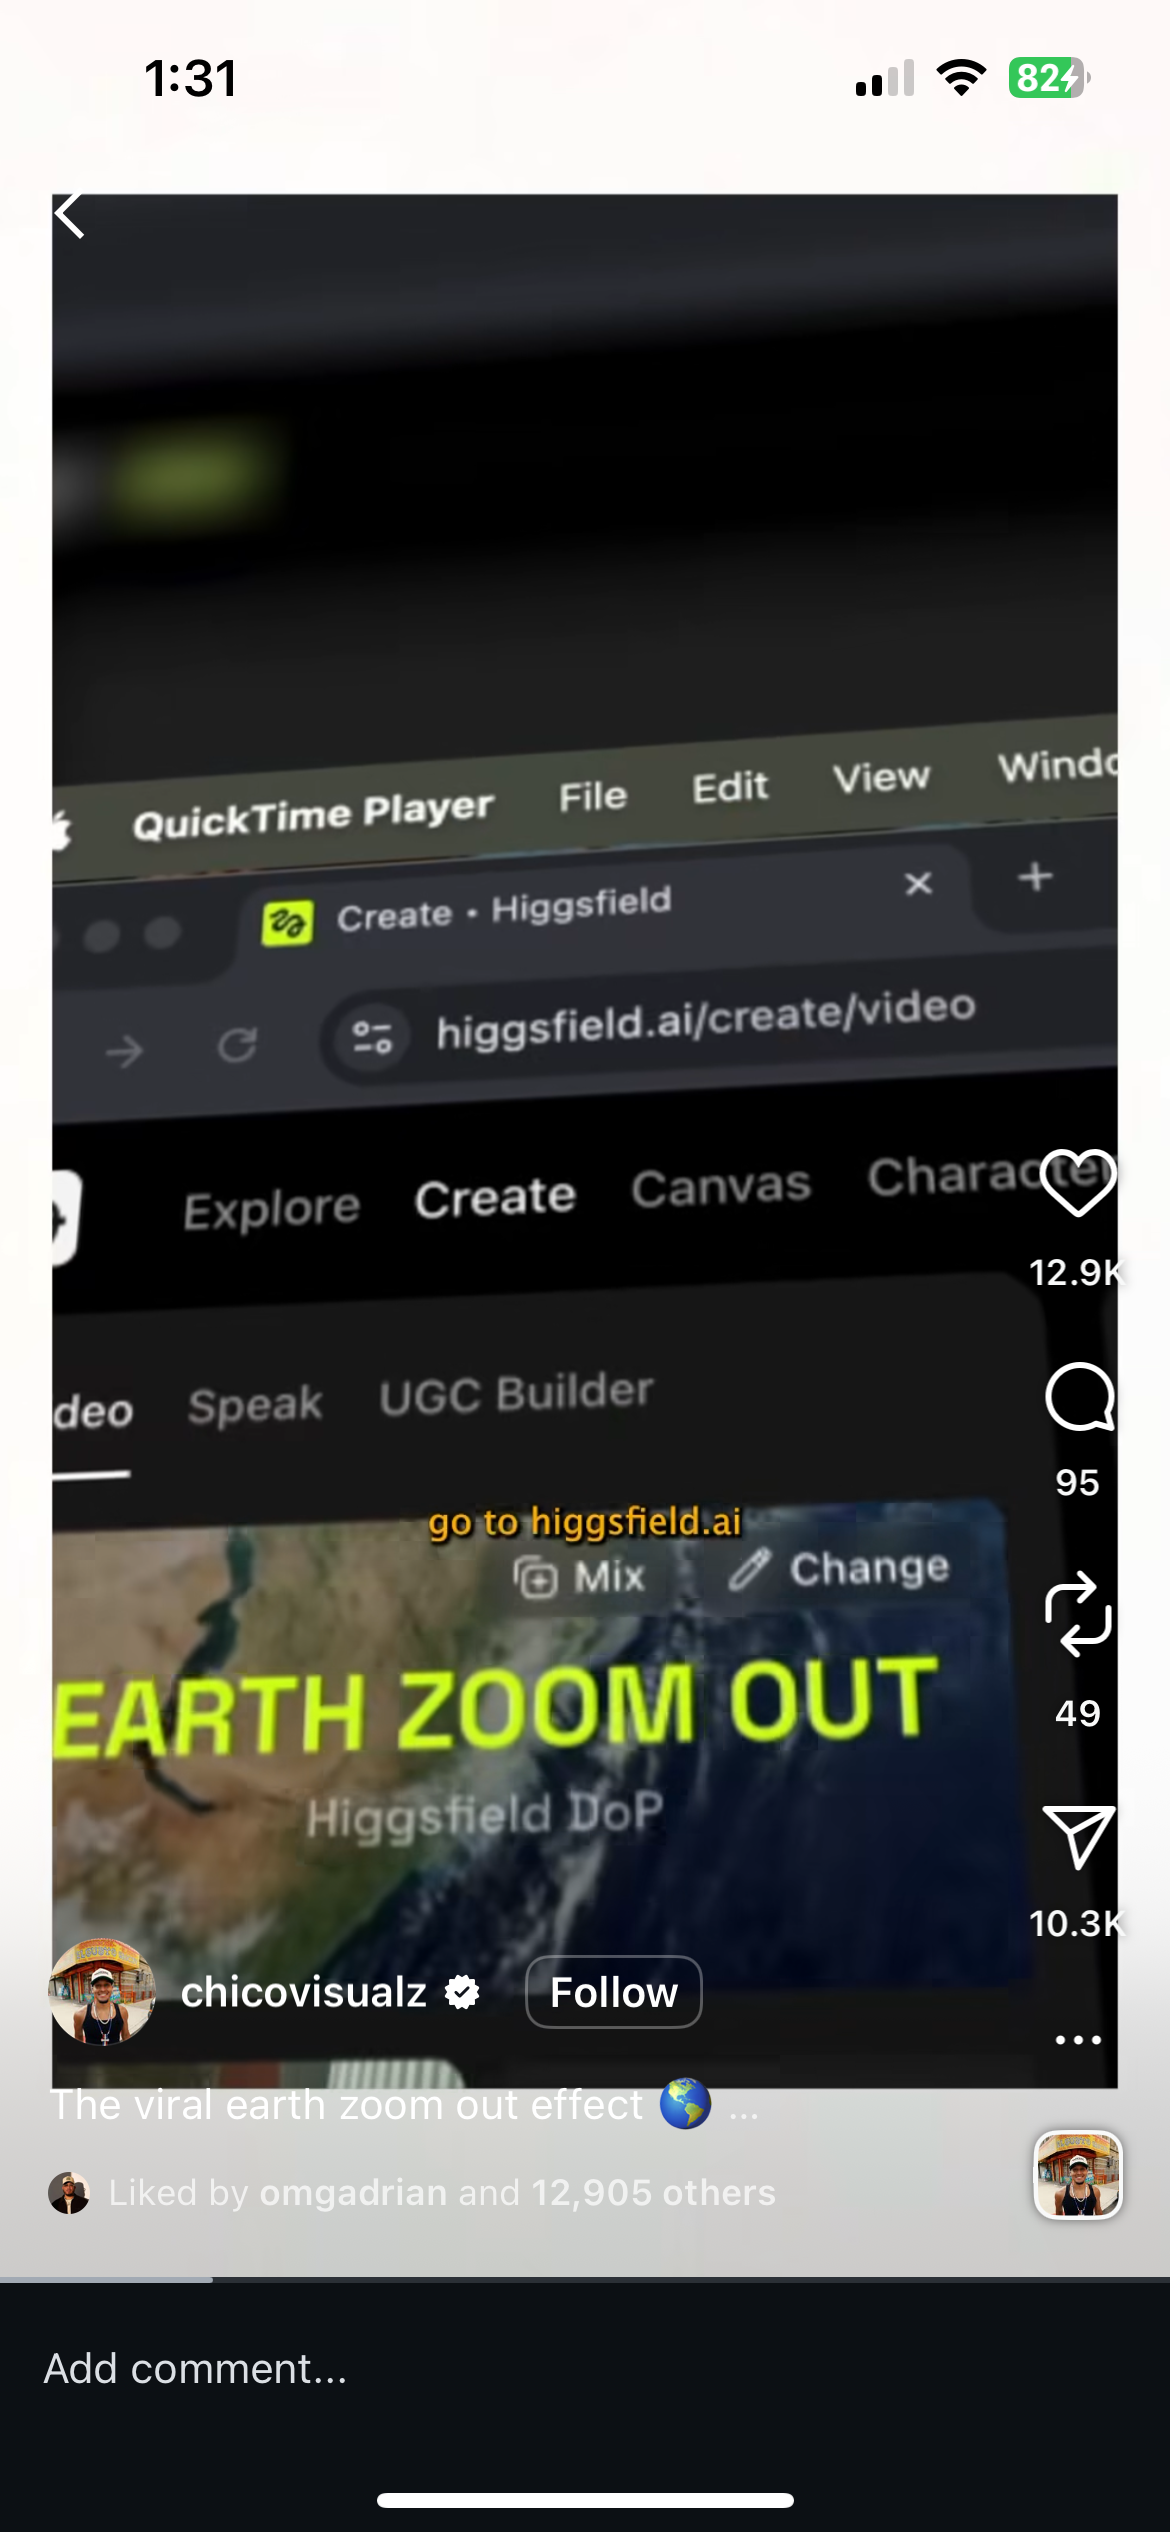 1:31
82
QuickTime Player File Edit View Windo
Create • Higgsfield
higgsfield.ai/create/video
Explore Create Canvas Character
12.9K
deo Speak UGC Builder
95
go to higgsfield.ai
Mix Change
EARTH ZOOM OUT
49
Higgsfield DoP
10.3K
chicovisualz Follow
The viral earth zoom out effect 🌎 ...
Liked by omgadrian and 12,905 others
Add comment...